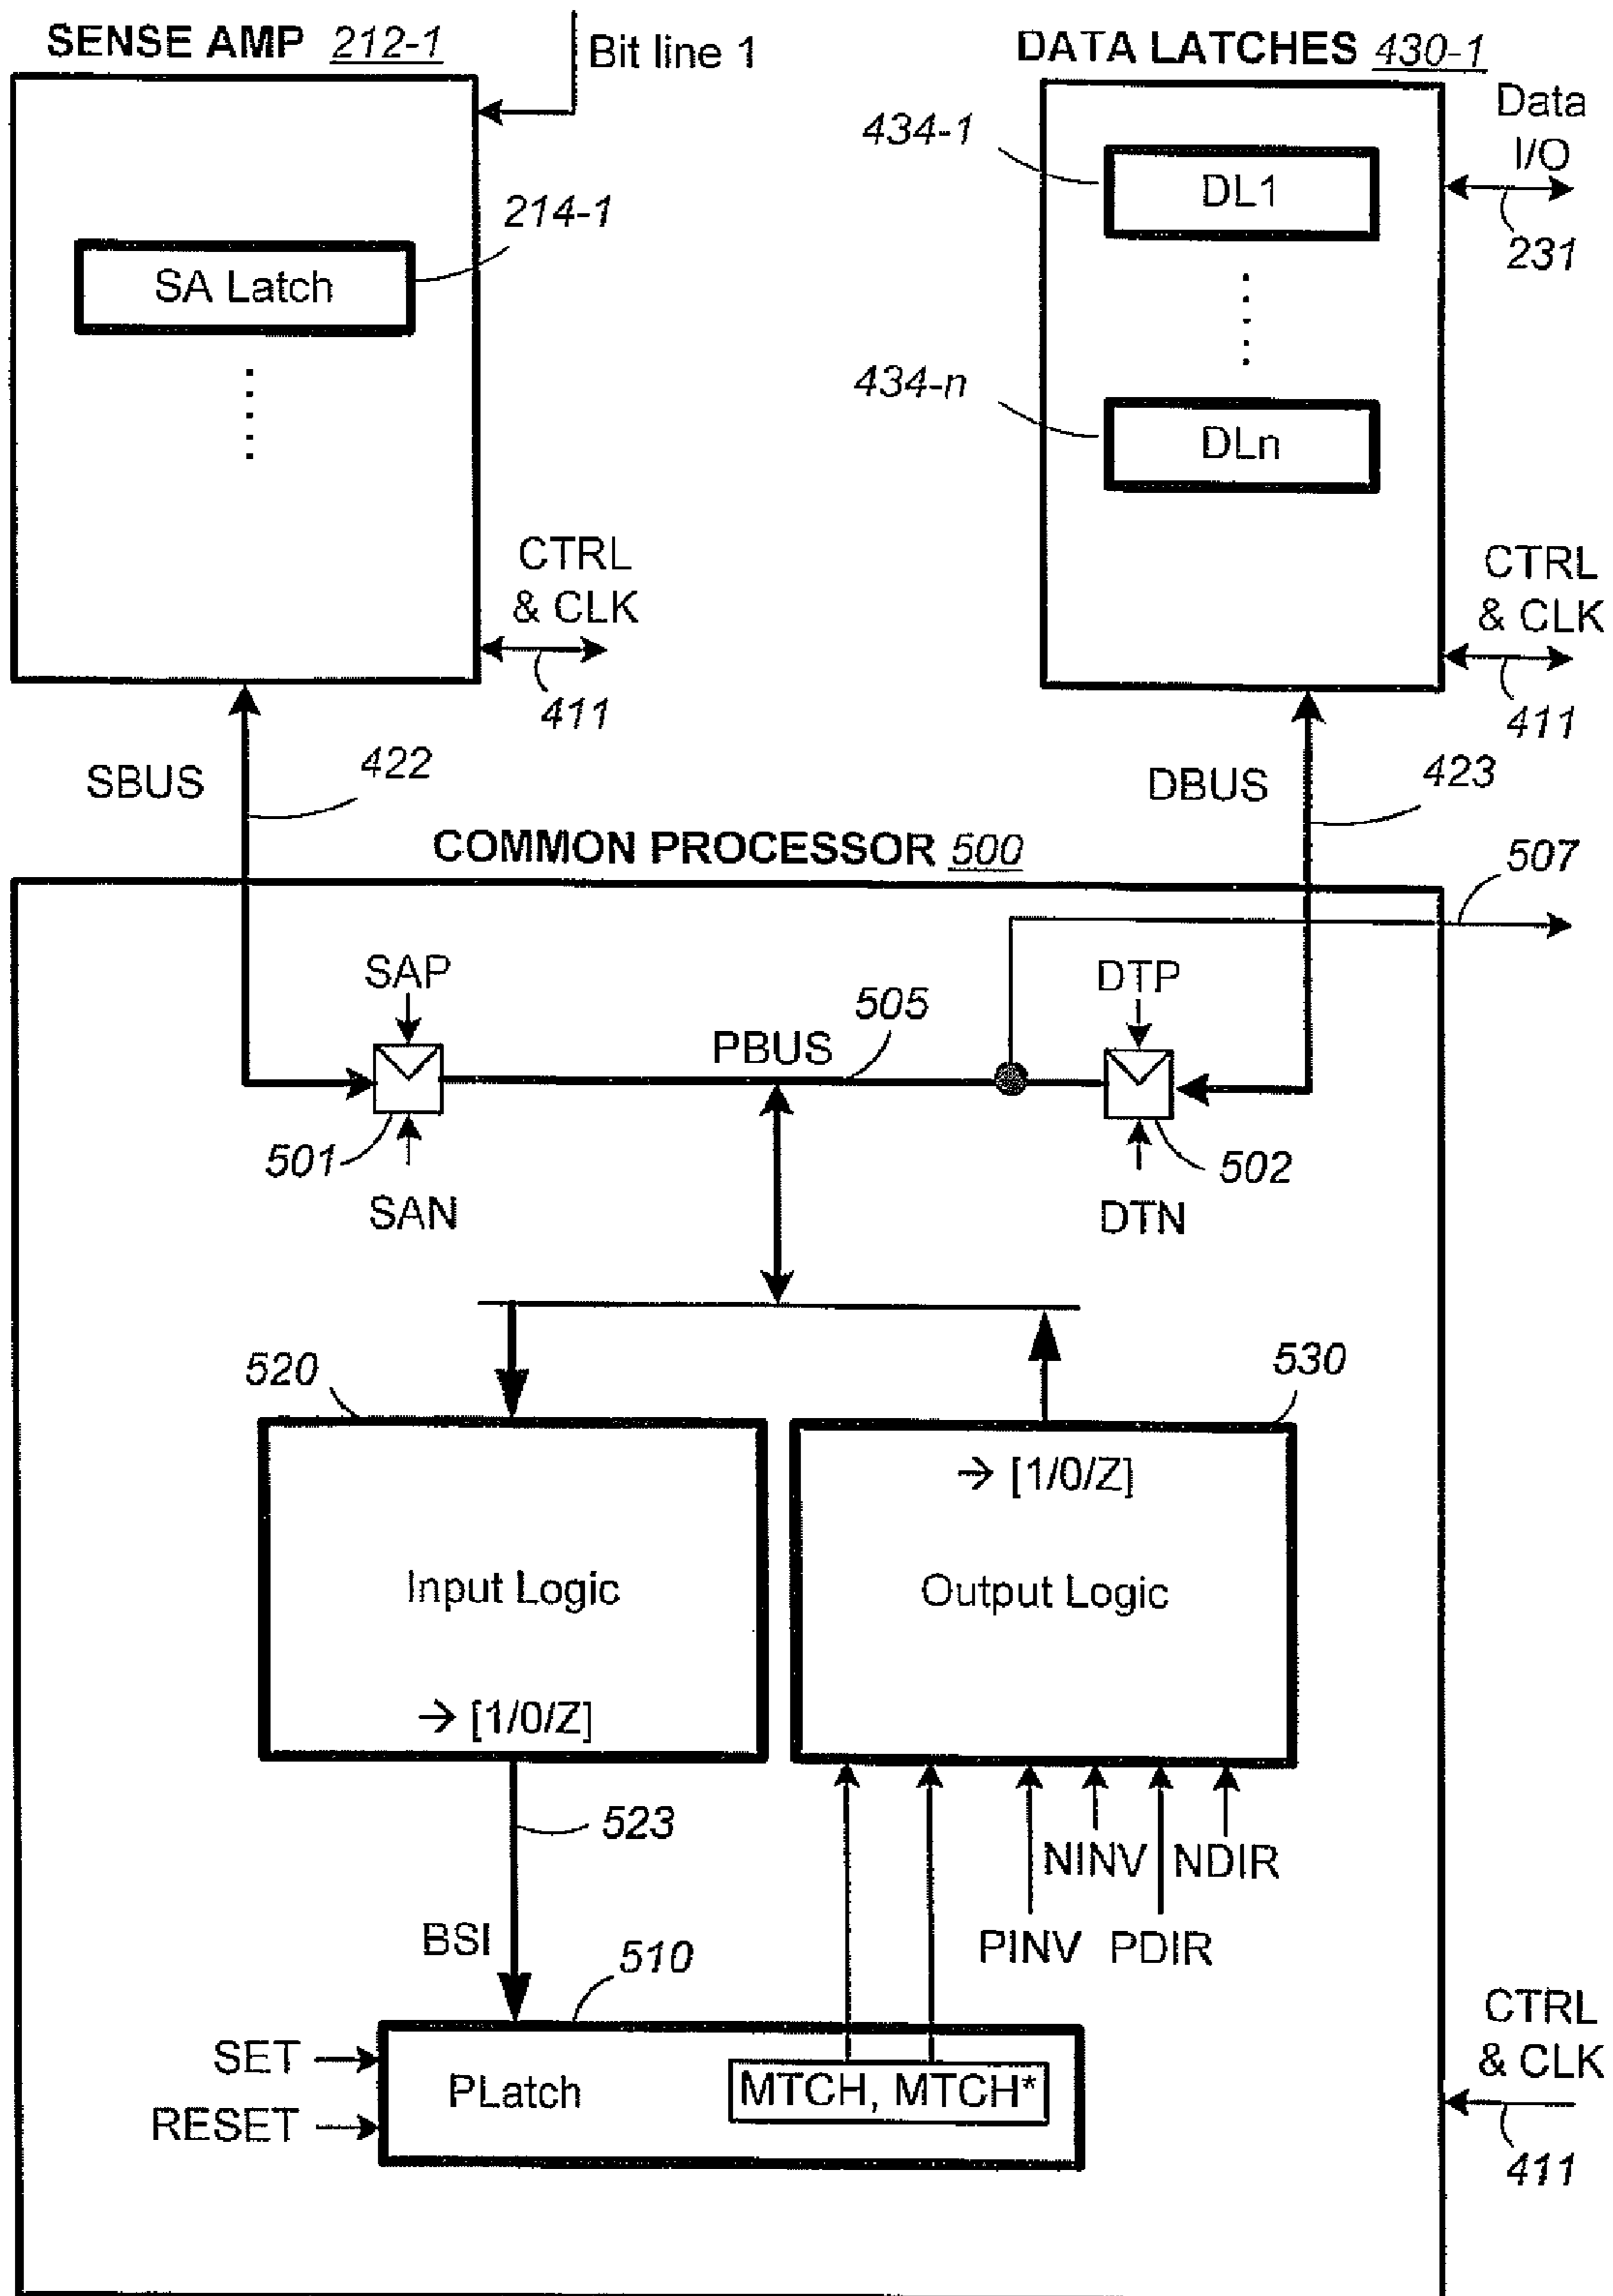 SENSE AMP 212-1
Bit line 1
DATA LATCHES 430-1
Data
I/O
434-1
DL1
231
214-1
SA Latch
434-n
DLn
CTRL
& CLK
411
CTRL
& CLK
411
SBUS
422
DBUS
423
COMMON PROCESSOR 500
507
SAP
PBUS
505
DTP
501
SAN
502
DTN
520
530
→ [1/0/Z]
Input Logic
Output Logic
→ [1/0/Z]
523
NINV NDIR
BSI
PINV PDIR
510
SET
PLatch
MTCH, MTCH*
RESET
CTRL
& CLK
411